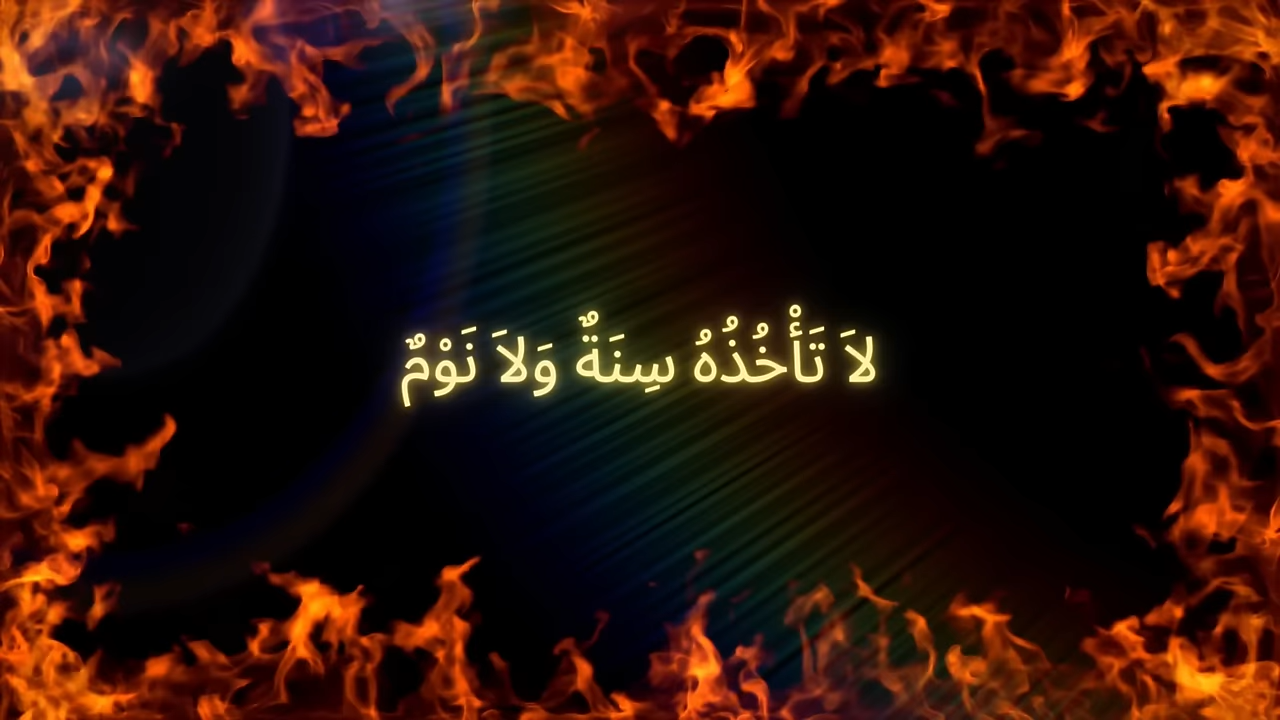 لاَ تَأْخُذُهُ سِنَةٌ وَلاَ نَوْمٌ